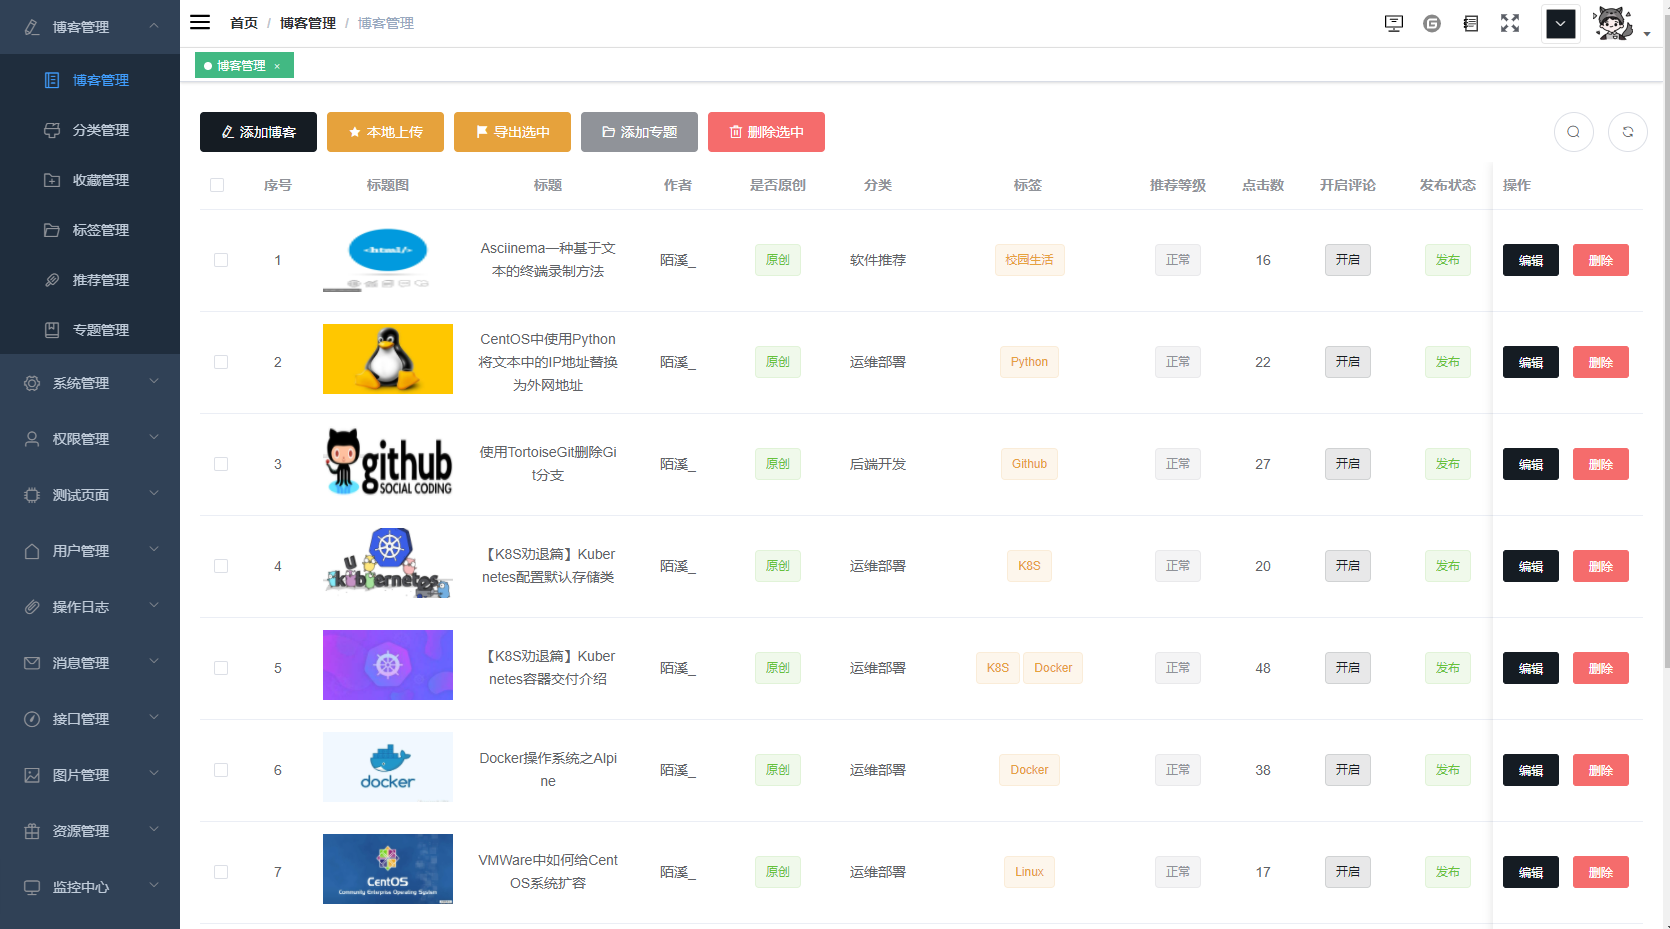 博客管理
博客管理
分类管理
收藏管理
标签管理
推荐管理
专题管理
系统管理
权限管理
测试页面
用户管理
操作日志
消息管理
接口管理
图片管理
资源管理
监控中心
首页 / 博客管理 / 博客管理
博客管理 ×
添加博客 本地上传 导出选中 添加专题 删除选中
序号 标题图 标题 作者 是否原创 分类 标签 推荐等级 点击数 开启评论 发布状态 操作
1 <html/> Asciinema一种基于文
本的终端录制方法 陌溪_ 原创 软件推荐 校园生活 正常 16 开启 发布 编辑 删除
2 CentOS中使用Python
将文本中的IP地址替换
为外网地址 陌溪_ 原创 运维部署 Python 正常 22 开启 发布 编辑 删除
3 github
SOCIAL CODING
使用TortoiseGit删除Gi
t分支 陌溪_ 原创 后端开发 Github 正常 27 开启 发布 编辑 删除
4 kubernetes
【K8S劝退篇】Kuber
netes配置默认存储类 陌溪_ 原创 运维部署 K8S 正常 20 开启 发布 编辑 删除
5 【K8S劝退篇】Kuber
netes容器交付介绍 陌溪_ 原创 运维部署 K8S Docker 正常 48 开启 发布 编辑 删除
6 docker
Docker操作系统之Alpi
ne 陌溪_ 原创 运维部署 Docker 正常 38 开启 发布 编辑 删除
7 CentOS
Community Enterprise Operating System
VMWare中如何给Cent
OS系统扩容 陌溪_ 原创 运维部署 Linux 正常 17 开启 发布 编辑 删除